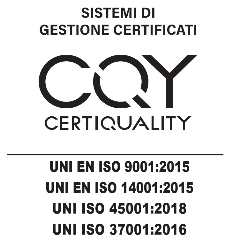 SISTEMI DI
GESTIONE CERTIFICATI
CQY
CERTIQUALITY
UNI EN ISO 9001:2015
UNI EN ISO 14001:2015
UNI ISO 45001:2018
UNI ISO 37001:2016